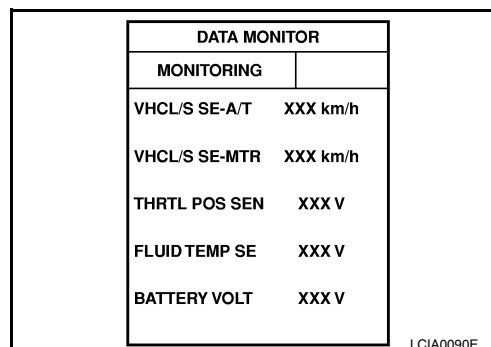 DATA MONITOR
MONITORING
VHCL/S SE-A/T XXX km/h
VHCL/S SE-MTR XXX km/h
THRTL POS SEN XXX V
FLUID TEMP SE XXX V
BATTERY VOLT XXX V
LCIA0090E